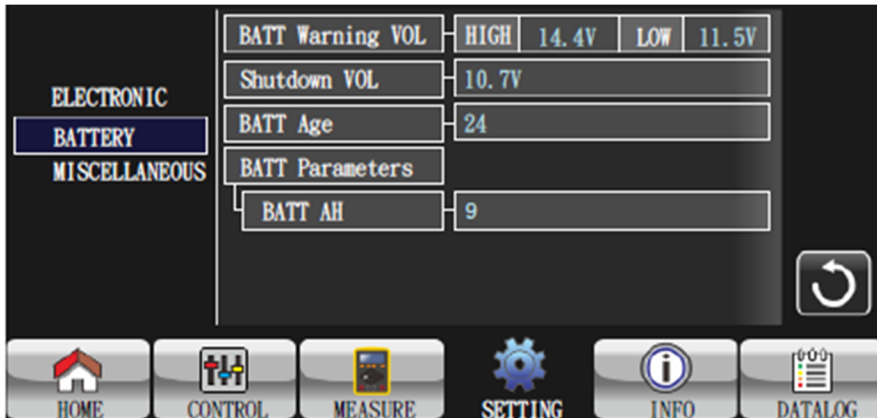 BATT Warning VOL HIGH 14.4V LOW 11.5V
Shutdown VOL 10.7V
ELECTRONIC
BATT Age 24
BATTERY
BATT Parameters
MISCELLANEOUS
BATT AH 9
HOME CONTROL MEASURE SETTING INFO DATALOG